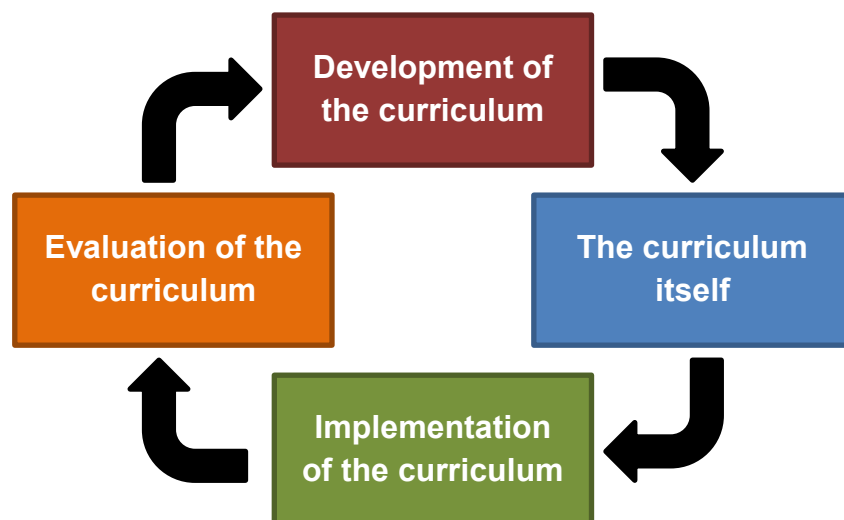 Development of
the curriculum
Evaluation of the
curriculum
The curriculum
itself
Implementation
of the curriculum